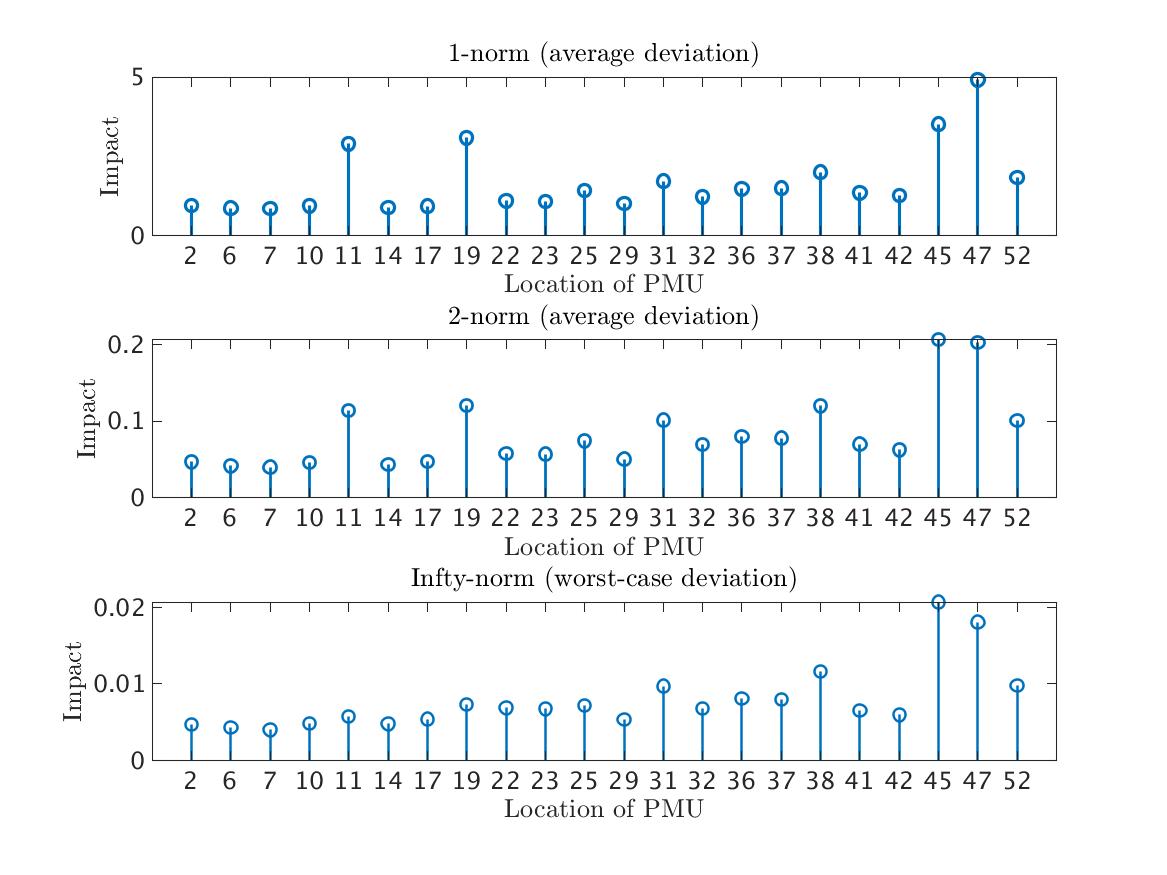 1-norm (average deviation)
5
Impact
0
2 6 7 10 11 14 17 19 22 23 25 29 31 32 36 37 38 41 42 45 47 52
Location of PMU
2-norm (average deviation)
0.2
0.1
Impact
0
2 6 7 10 11 14 17 19 22 23 25 29 31 32 36 37 38 41 42 45 47 52
Location of PMU
Infty-norm (worst-case deviation)
0.02
0.01
Impact
0
2 6 7 10 11 14 17 19 22 23 25 29 31 32 36 37 38 41 42 45 47 52
Location of PMU